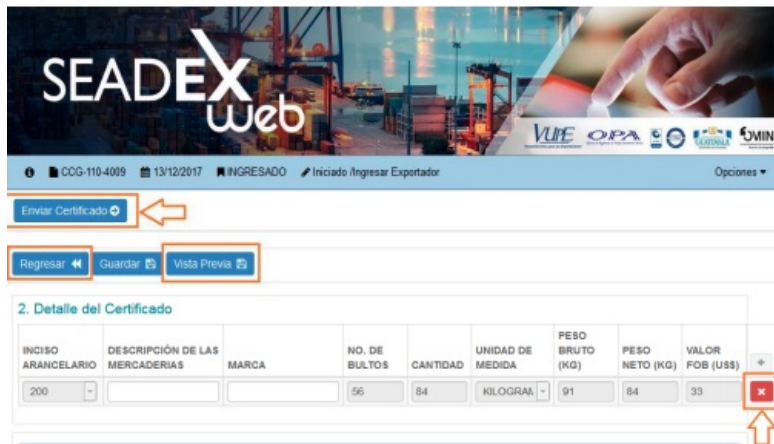 SEADEX
web
VUPE OPA GUATEMALA OMIN
CCG-110-4009 13/12/2017 INGRESADO Iniciado /Ingresar Exportador Opciones
Enviar Certificado
Regresar Guardar Vista Previa
2. Detalle del Certificado
INCISO ARANCELARIO DESCRIPCIÓN DE LAS MERCADERIAS MARCA NO. DE BULTOS CANTIDAD UNIDAD DE MEDIDA PESO BRUTO (KG) PESO NETO (KG) VALOR FOB (US$) +
200 56 84 KILOGRAM 91 84 33